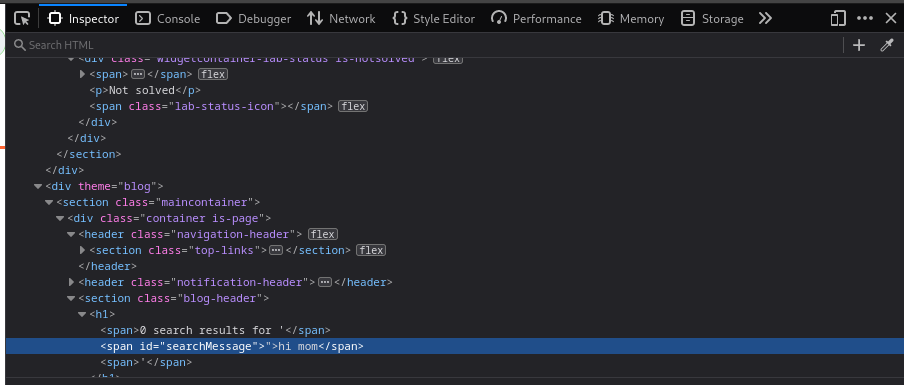 Inspector Console Debugger Network Style Editor Performance Memory Storage
Search HTML
<div class="widgetcontainer-lab-status is-notsolved"> flex
<span>⋯</span> flex
<p>Not solved</p>
<span class="lab-status-icon"></span> flex
</div>
</div>
</section>
</div>
<div theme="blog">
<section class="maincontainer">
<div class="container is-page">
<header class="navigation-header"> flex
<section class="top-links">⋯</section> flex
</header>
<header class="notification-header">⋯</header>
<section class="blog-header">
<h1>
<span>0 search results for '</span>
<span id="searchMessage">">hi mom</span>
<span>'</span>
</h1>